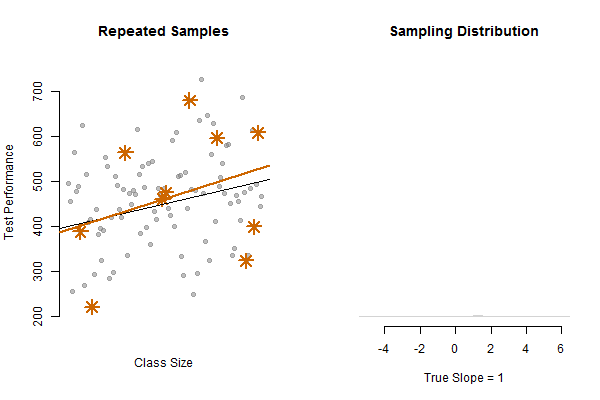 Repeated Samples
Sampling Distribution
Test Performance
700
600
500
400
300
200
Class Size
-4 -2 0 2 4 6
True Slope = 1